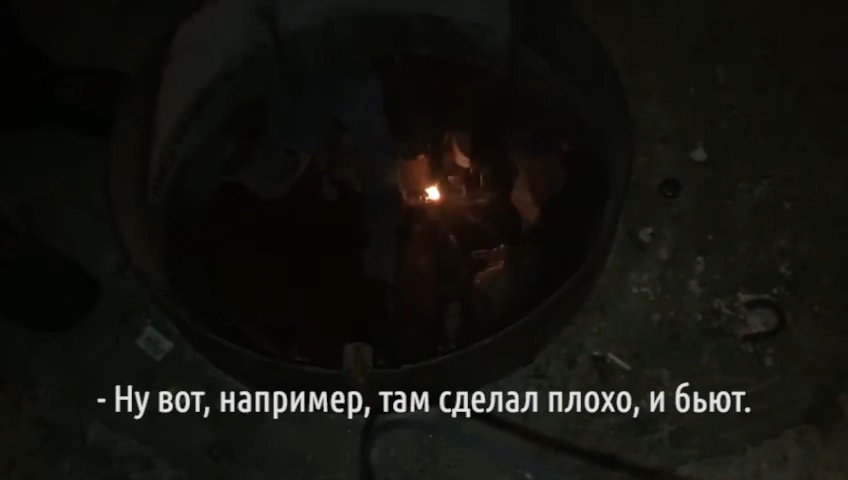 - Ну вот, например, там сделал плохо, и бьют.